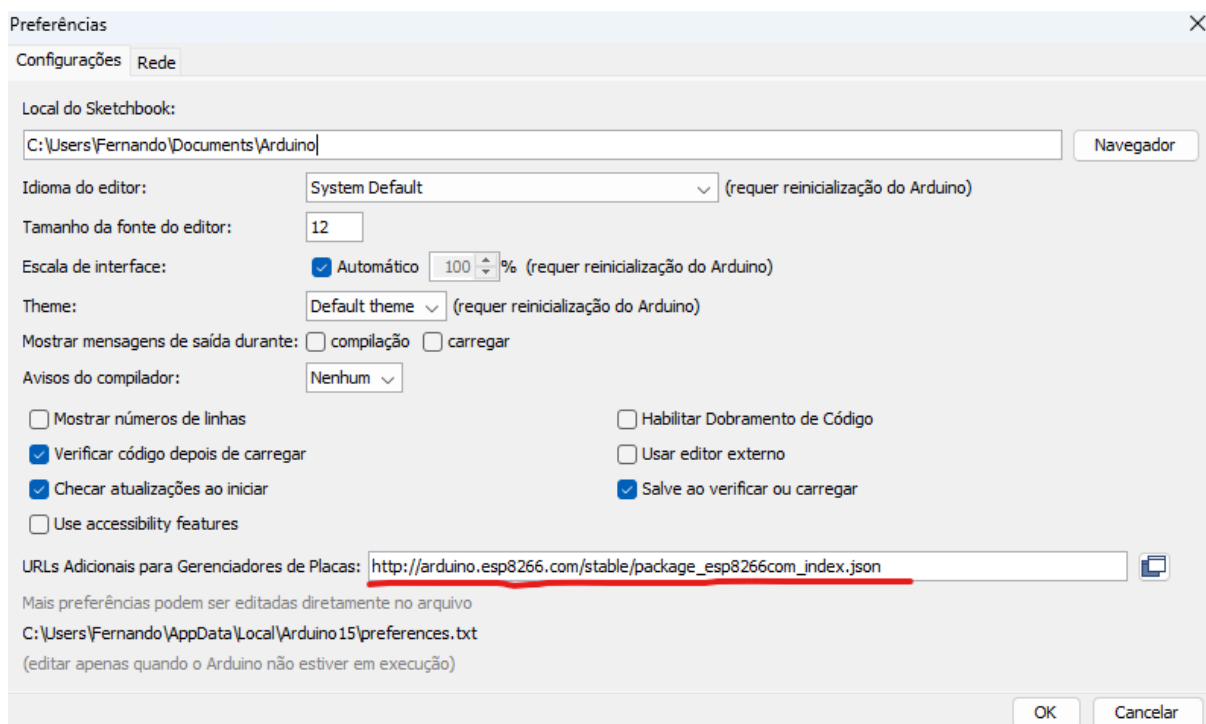 Preferências
Configurações Rede
Local do Sketchbook:
C:\Users\Fernando\Documents\Arduino Navegador
Idioma do editor: System Default (requer reinicialização do Arduino)
Tamanho da fonte do editor: 12
Escala de interface: Automático 100 % (requer reinicialização do Arduino)
Theme: Default theme (requer reinicialização do Arduino)
Mostrar mensagens de saída durante: compilação carregar
Avisos do compilador: Nenhum
Mostrar números de linhas Habilitar Dobramento de Código
Verificar código depois de carregar Usar editor externo
Checar atualizações ao iniciar Salve ao verificar ou carregar
Use accessibility features
URLs Adicionais para Gerenciadores de Placas: http://arduino.esp8266.com/stable/package_esp8266com_index.json
Mais preferências podem ser editadas diretamente no arquivo
C:\Users\Fernando\AppData\Local\Arduino15\preferences.txt
(editar apenas quando o Arduino não estiver em execução)
OK Cancelar